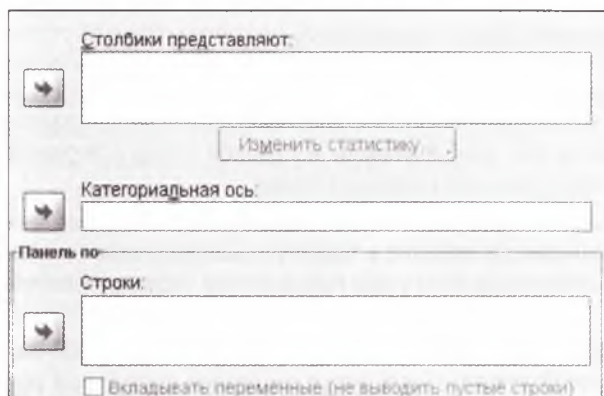 Столбики представляют:
Изменить статистику
Категориальная ось:
Панель по
Строки:
Вкладывать переменные (не выводить пустые строки)